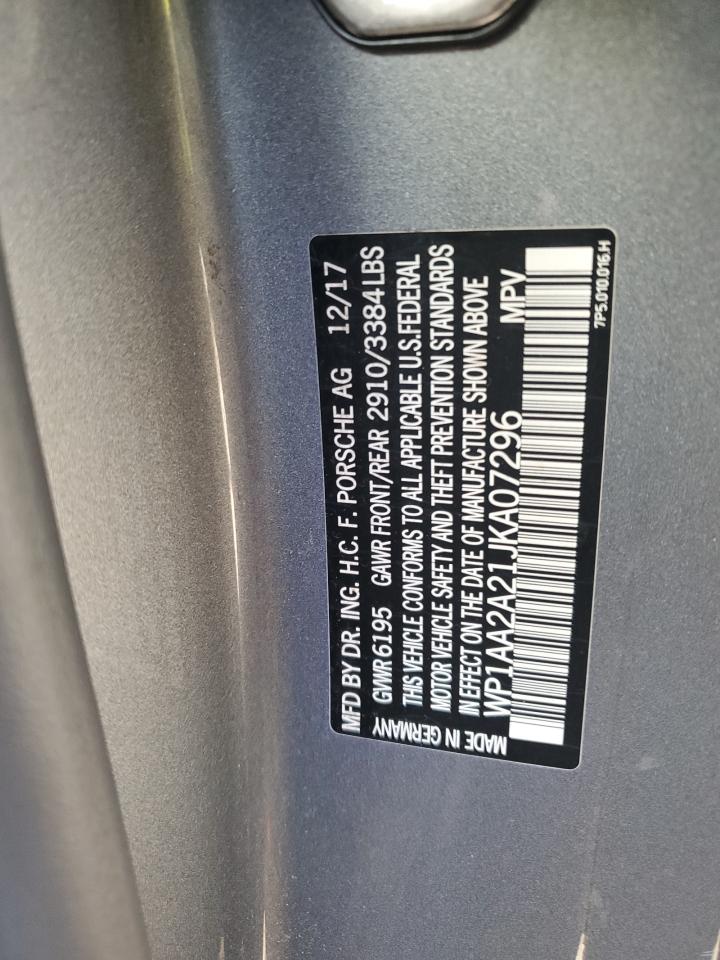 MFD BY DR. ING. H.C. F. PORSCHE AG 12/17
GVWR 6195 GAWR FRONT/REAR 2910/3384 LBS
THIS VEHICLE CONFORMS TO ALL APPLICABLE U.S.FEDERAL
MOTOR VEHICLE SAFETY AND THEFT PREVENTION STANDARDS
IN EFFECT ON THE DATE OF MANUFACTURE SHOWN ABOVE
WP1AA2A21JKA07296 MPV
MADE IN GERMANY
7P5.010.016.H